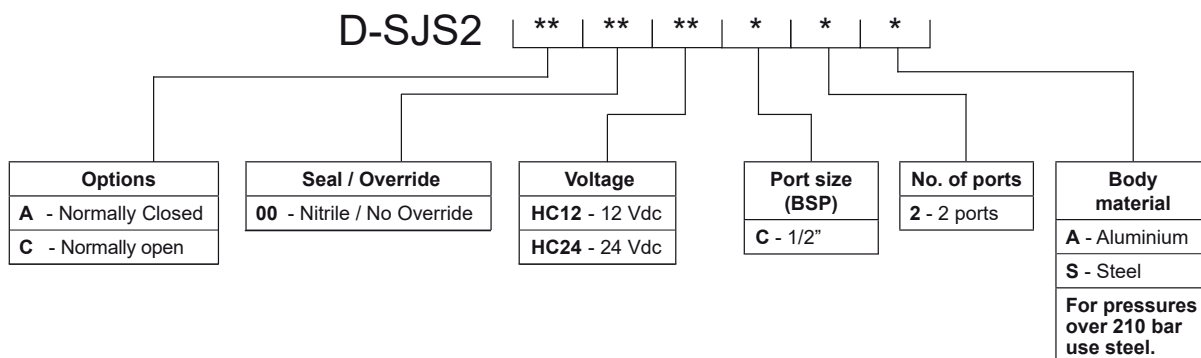 D-SJS2 ** ** ** * * *
Options
A - Normally Closed
C - Normally open
Seal / Override
00 - Nitrile / No Override
Voltage
HC12 - 12 Vdc
HC24 - 24 Vdc
Port size
(BSP)
C - 1/2”
No. of ports
2 - 2 ports
Body
material
A - Aluminium
S - Steel
For pressures
over 210 bar
use steel.